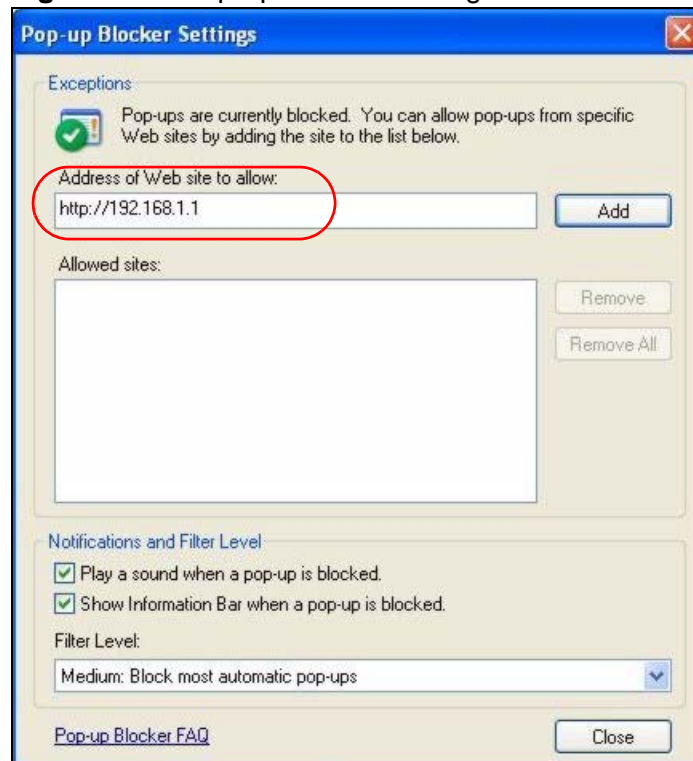 Pop-up Blocker Settings
Exceptions
Pop-ups are currently blocked. You can allow pop-ups from specific
Web sites by adding the site to the list below.
Address of Web site to allow:
http://192.168.1.1
Add
Allowed sites:
Remove
Remove All
Notifications and Filter Level
Play a sound when a pop-up is blocked.
Show Information Bar when a pop-up is blocked.
Filter Level:
Medium: Block most automatic pop-ups
Pop-up Blocker FAQ
Close